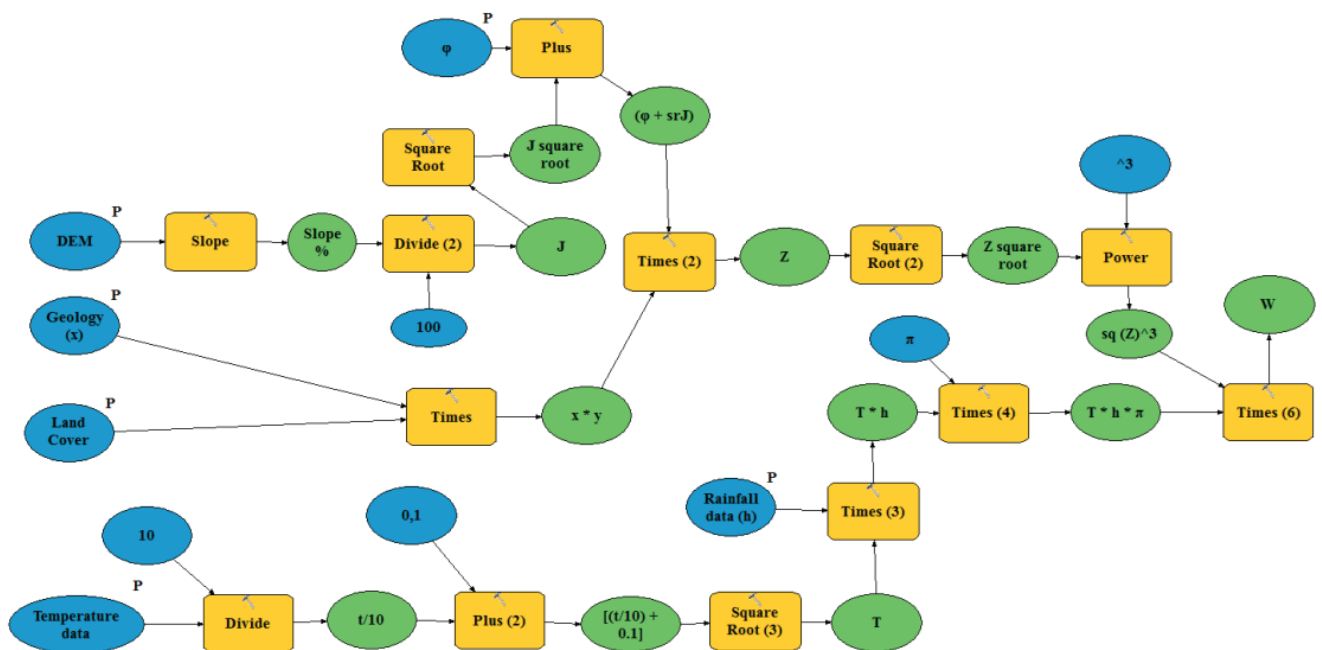 P
φ
Plus
(φ + srJ)
Square
Root
J square
root
^3
P
DEM
Slope
Slope
%
Divide (2)
J
Times (2)
Z
Square
Root (2)
Z square
root
Power
P
Geology
(x)
100
W
π
sq (Z)^3
P
Land
Cover
Times
x * y
T * h
Times (4)
T * h * π
Times (6)
P
Rainfall
data (h)
Times (3)
10
0,1
P
Temperature
data
Divide
t/10
Plus (2)
[(t/10) +
0.1]
Square
Root (3)
T